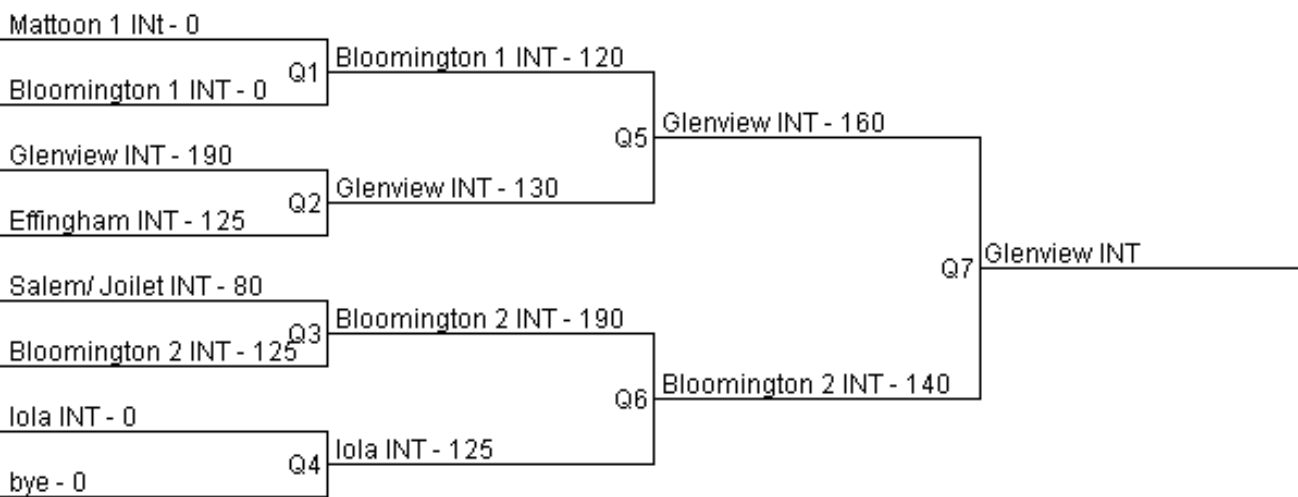 Mattoon 1 INt - 0
Bloomington 1 INT - 0
Q1
Glenview INT - 190
Effingham INT - 125
Q2
Salem/ Joilet INT - 80
Bloomington 2 INT - 125
Q3
Iola INT - 0
bye - 0
Q4
Bloomington 1 INT - 120
Glenview INT - 130
Q5
Bloomington 2 INT - 190
Iola INT - 125
Q6
Glenview INT - 160
Bloomington 2 INT - 140
Q7
Glenview INT